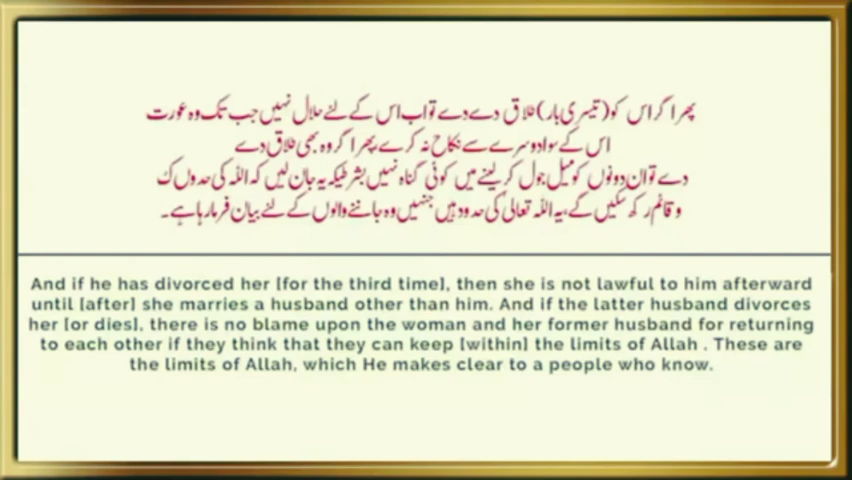 پھر اگر اس کو (تیسری بار) طلاق دے دے تو اب اس کے لئے حلال نہیں جب تک وہ عورت
اس کے سوا دوسرے سے نکاح نہ کرے پھر اگر وہ بھی طلاق دے
دے تو ان دونوں کو میل جول کر لینے میں کوئی گناہ نہیں بشرطیکہ یہ جان لیں کہ اللہ کی حدوں ک
و قائم رکھ سکیں گے، یہ اللہ تعالیٰ کی حدود ہیں جنہیں وہ جاننے والوں کے لئے بیان فرما رہا ہے۔
And if he has divorced her [for the third time], then she is not lawful to him afterward
until [after] she marries a husband other than him. And if the latter husband divorces
her [or dies], there is no blame upon the woman and her former husband for returning
to each other if they think that they can keep [within] the limits of Allah . These are
the limits of Allah, which He makes clear to a people who know.